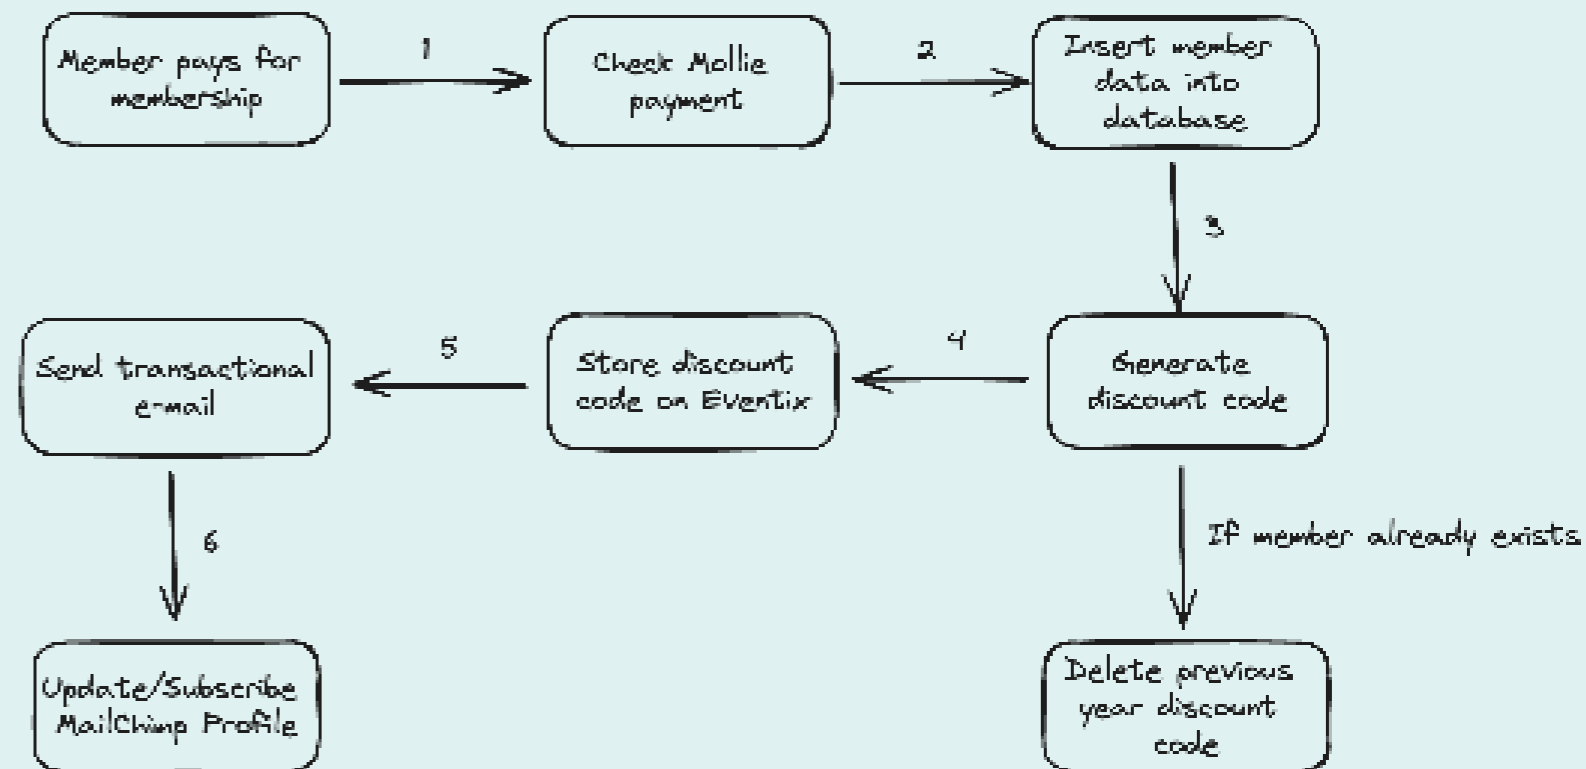 Member pays for
membership
1
Check Mollie
payment
2
Insert member
data into
database
3
Generate
discount code
4
Store discount
code on Eventix
5
Send transactional
e-mail
6
Update/Subscribe
MailChimp Profile
If member already exists
Delete previous
year discount
code